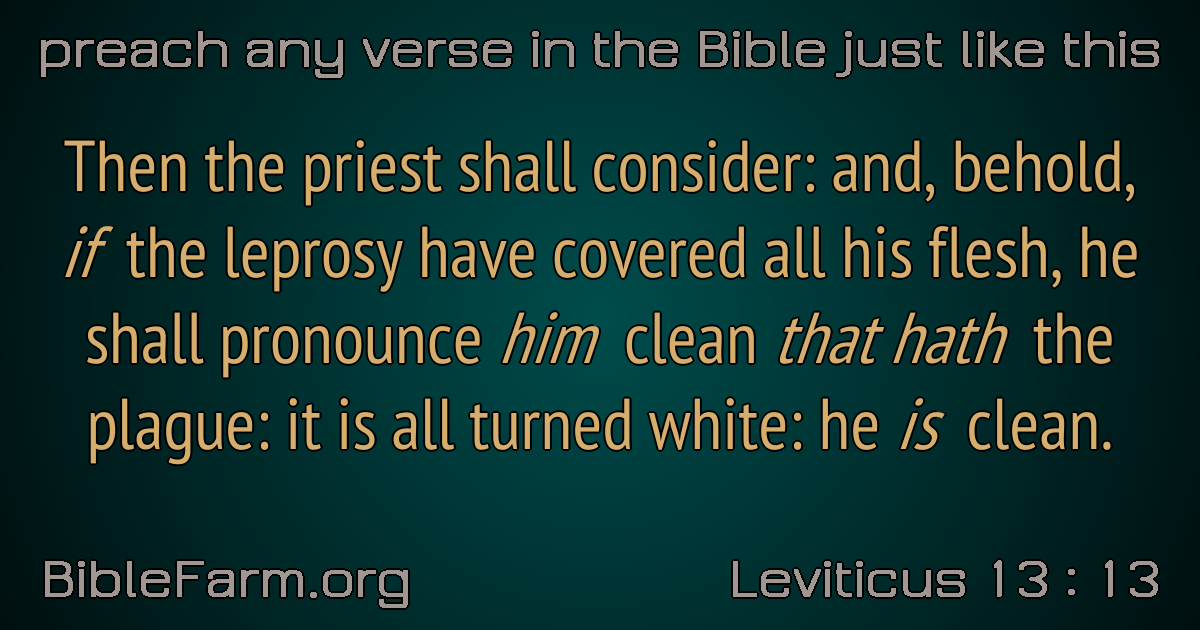 preach any verse in the Bible just like this
Then the priest shall consider: and, behold,
if the leprosy have covered all his flesh, he
shall pronounce him clean that hath the
plague: it is all turned white: he is clean.
BibleFarm.org
Leviticus 13 : 13